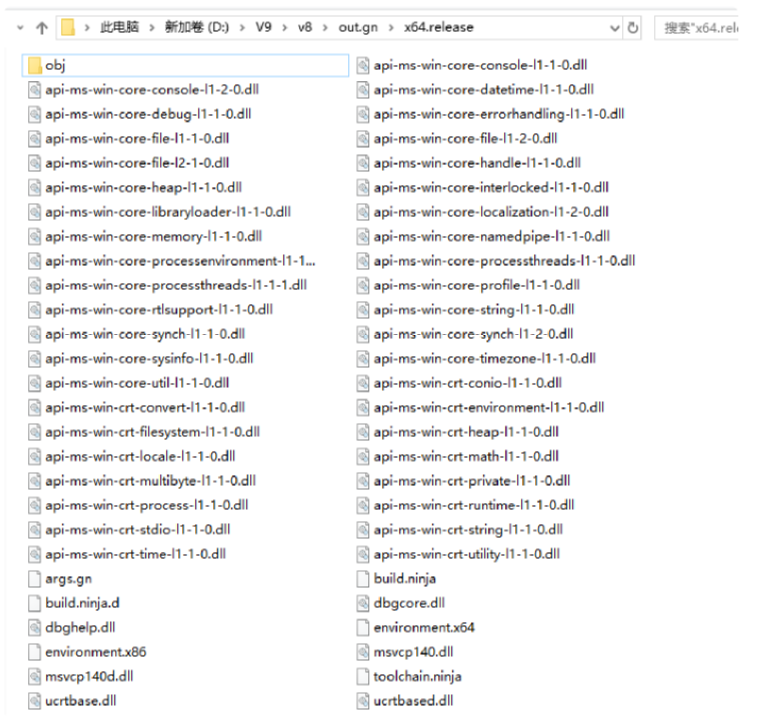 此电脑 › 新加卷 (D:) › V9 › v8 › out.gn › x64.release
搜索"x64.rel
obj
api-ms-win-core-console-l1-1-0.dll
api-ms-win-core-console-l1-2-0.dll
api-ms-win-core-datetime-l1-1-0.dll
api-ms-win-core-debug-l1-1-0.dll
api-ms-win-core-errorhandling-l1-1-0.dll
api-ms-win-core-file-l1-1-0.dll
api-ms-win-core-file-l1-2-0.dll
api-ms-win-core-file-l2-1-0.dll
api-ms-win-core-handle-l1-1-0.dll
api-ms-win-core-heap-l1-1-0.dll
api-ms-win-core-interlocked-l1-1-0.dll
api-ms-win-core-libraryloader-l1-1-0.dll
api-ms-win-core-localization-l1-2-0.dll
api-ms-win-core-memory-l1-1-0.dll
api-ms-win-core-namedpipe-l1-1-0.dll
api-ms-win-core-processenvironment-l1-1...
api-ms-win-core-processthreads-l1-1-0.dll
api-ms-win-core-processthreads-l1-1-1.dll
api-ms-win-core-profile-l1-1-0.dll
api-ms-win-core-rtlsupport-l1-1-0.dll
api-ms-win-core-string-l1-1-0.dll
api-ms-win-core-synch-l1-1-0.dll
api-ms-win-core-synch-l1-2-0.dll
api-ms-win-core-sysinfo-l1-1-0.dll
api-ms-win-core-timezone-l1-1-0.dll
api-ms-win-core-util-l1-1-0.dll
api-ms-win-crt-conio-l1-1-0.dll
api-ms-win-crt-convert-l1-1-0.dll
api-ms-win-crt-environment-l1-1-0.dll
api-ms-win-crt-filesystem-l1-1-0.dll
api-ms-win-crt-heap-l1-1-0.dll
api-ms-win-crt-locale-l1-1-0.dll
api-ms-win-crt-math-l1-1-0.dll
api-ms-win-crt-multibyte-l1-1-0.dll
api-ms-win-crt-private-l1-1-0.dll
api-ms-win-crt-process-l1-1-0.dll
api-ms-win-crt-runtime-l1-1-0.dll
api-ms-win-crt-stdio-l1-1-0.dll
api-ms-win-crt-string-l1-1-0.dll
api-ms-win-crt-time-l1-1-0.dll
api-ms-win-crt-utility-l1-1-0.dll
args.gn
build.ninja
build.ninja.d
dbgcore.dll
dbghelp.dll
environment.x64
environment.x86
msvcp140.dll
msvcp140d.dll
toolchain.ninja
ucrtbase.dll
ucrtbased.dll